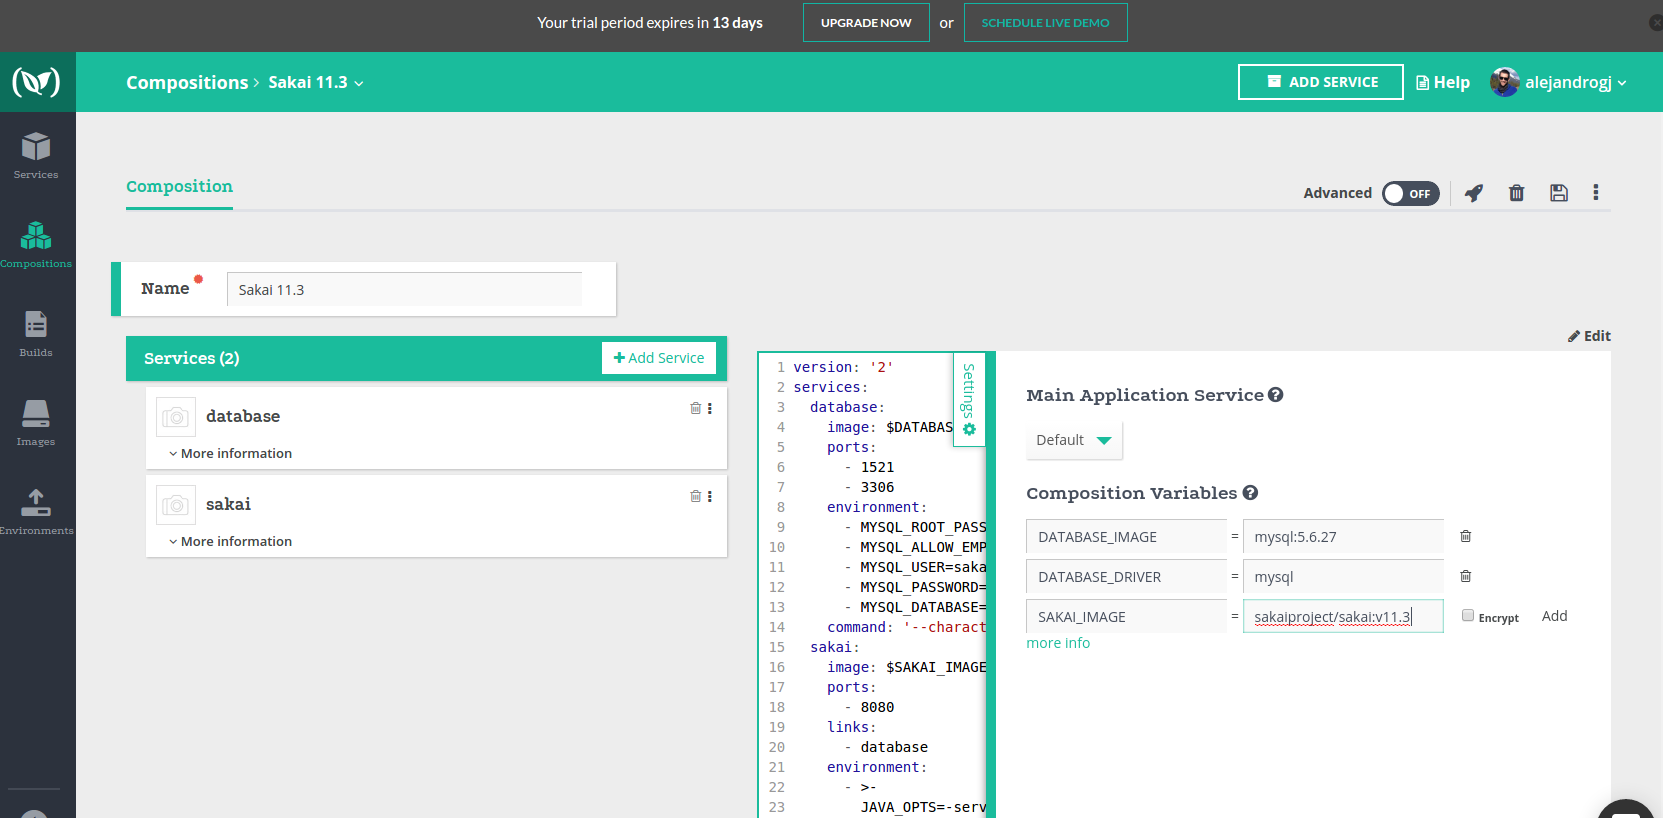 Your trial period expires in 13 days UPGRADE NOW or SCHEDULE LIVE DEMO
Compositions > Sakai 11.3 ADD SERVICE Help alejandrogj
Services
Compositions
Builds
Images
Environments
Composition
Advanced OFF
Name Sakai 11.3
Edit
Services (2) Add Service
database
More information
sakai
More information
1 version: '2'
2 services:
3 database:
4 image: $DATABAS
5 ports:
6 - 1521
7 - 3306
8 environment:
9 - MYSQL_ROOT_PASS
10 - MYSQL_ALLOW_EMP
11 - MYSQL_USER=saka
12 - MYSQL_PASSWORD=
13 - MYSQL_DATABASE=
14 command: '--charact
15 sakai:
16 image: $SAKAI_IMAGE
17 ports:
18 - 8080
19 links:
20 - database
21 environment:
22 - >-
23 JAVA_OPTS=-serv
Settings
Main Application Service
Default
Composition Variables
DATABASE_IMAGE = mysql:5.6.27
DATABASE_DRIVER = mysql
SAKAI_IMAGE = sakaiproject/sakai:v11.3 Encrypt Add
more info